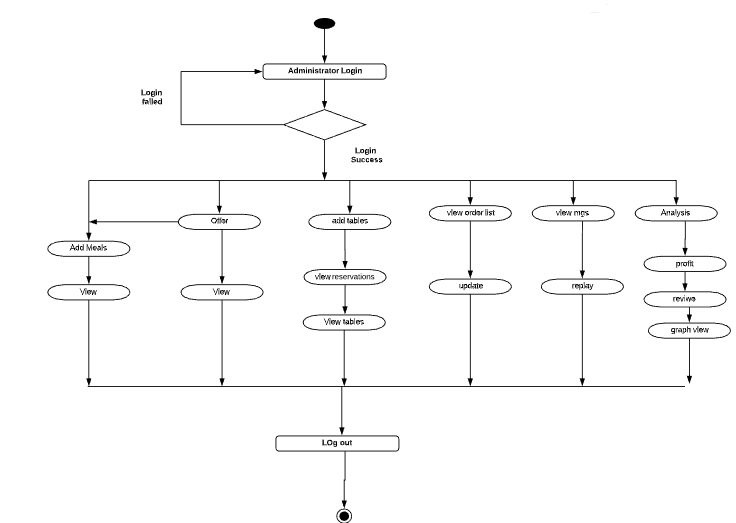 Administrator Login
Login
failed
Login
Success
Offer
add tables
view order list
view mgs
Analysis
Add Meals
profit
view reservations
View
View
update
replay
reviwe
View tables
graph view
LOg out